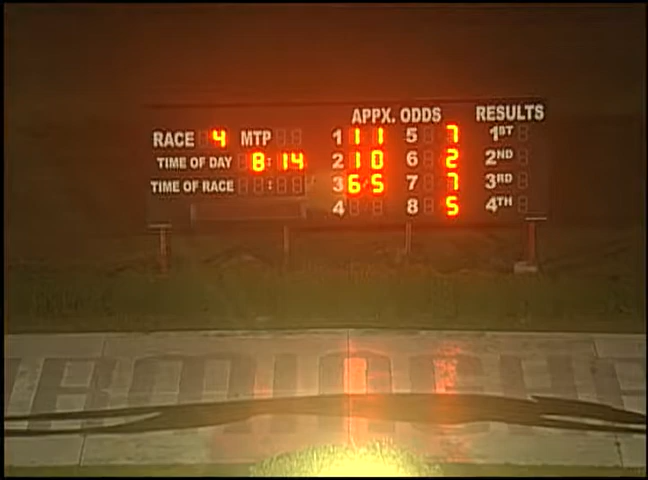 APPX. ODDS RESULTS
RACE 4 MTP 1 11 5 7 1ST
TIME OF DAY 8:14 2 10 6 2 2ND
TIME OF RACE : 3 6/5 7 7 3RD
4 8 5 4TH